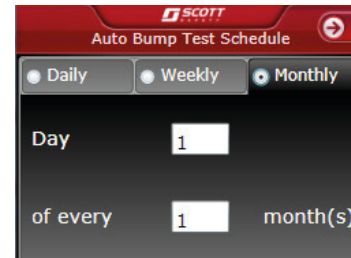 SCOTT
SAFETY
Auto Bump Test Schedule
Daily Weekly Monthly
Day 1
of every 1 month(s)